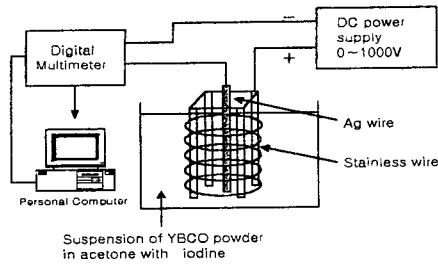 Digital
Multimeter
−
DC power
supply
0~1000V
+
Ag wire
Stainless wire
Personal Computer
Suspension of YBCO powder
in acetone with iodine